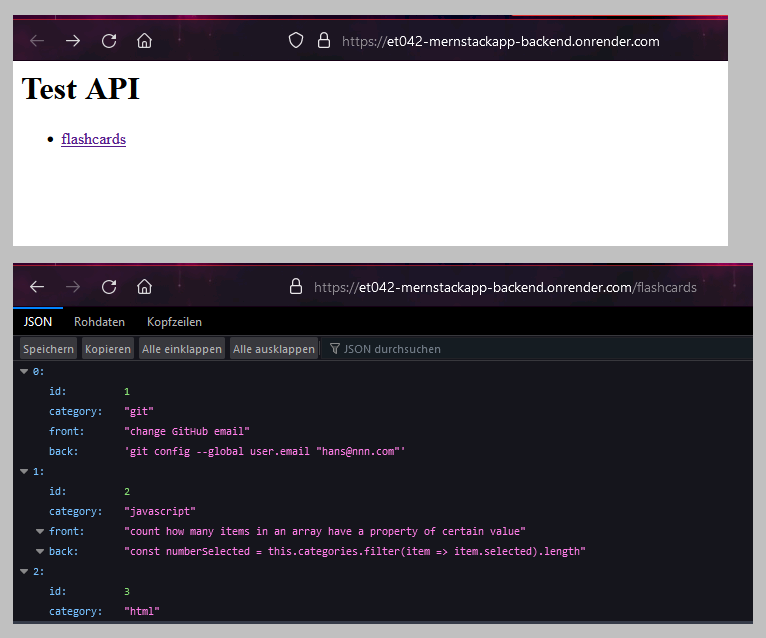 https://et042-mernstackapp-backend.onrender.com
Test API
flashcards
https://et042-mernstackapp-backend.onrender.com/flashcards
JSON Rohdaten Kopfzeilen
Speichern Kopieren Alle einklappen Alle ausklappen JSON durchsuchen
0:
id: 1
category: "git"
front: "change GitHub email"
back: 'git config --global user.email "hans@nnn.com"'
1:
id: 2
category: "javascript"
front: "count how many items in an array have a property of certain value"
back: "const numberSelected = this.categories.filter(item => item.selected).length"
2:
id: 3
category: "html"